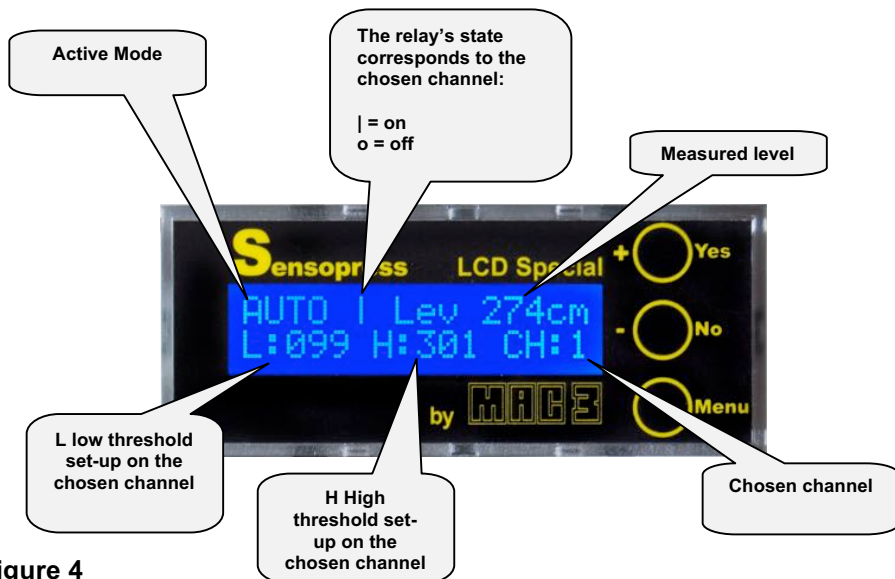 Active Mode
The relay’s state
corresponds to the
chosen channel:
| = on
o = off
Measured level
Sensopress LCD Special
+ Yes
AUTO | Lev 274cm
- No
L:099 H:301 CH:1
by MAC3
Menu
L low threshold
set-up on the
chosen channel
H High
threshold set-
up on the
chosen channel
Chosen channel
igure 4